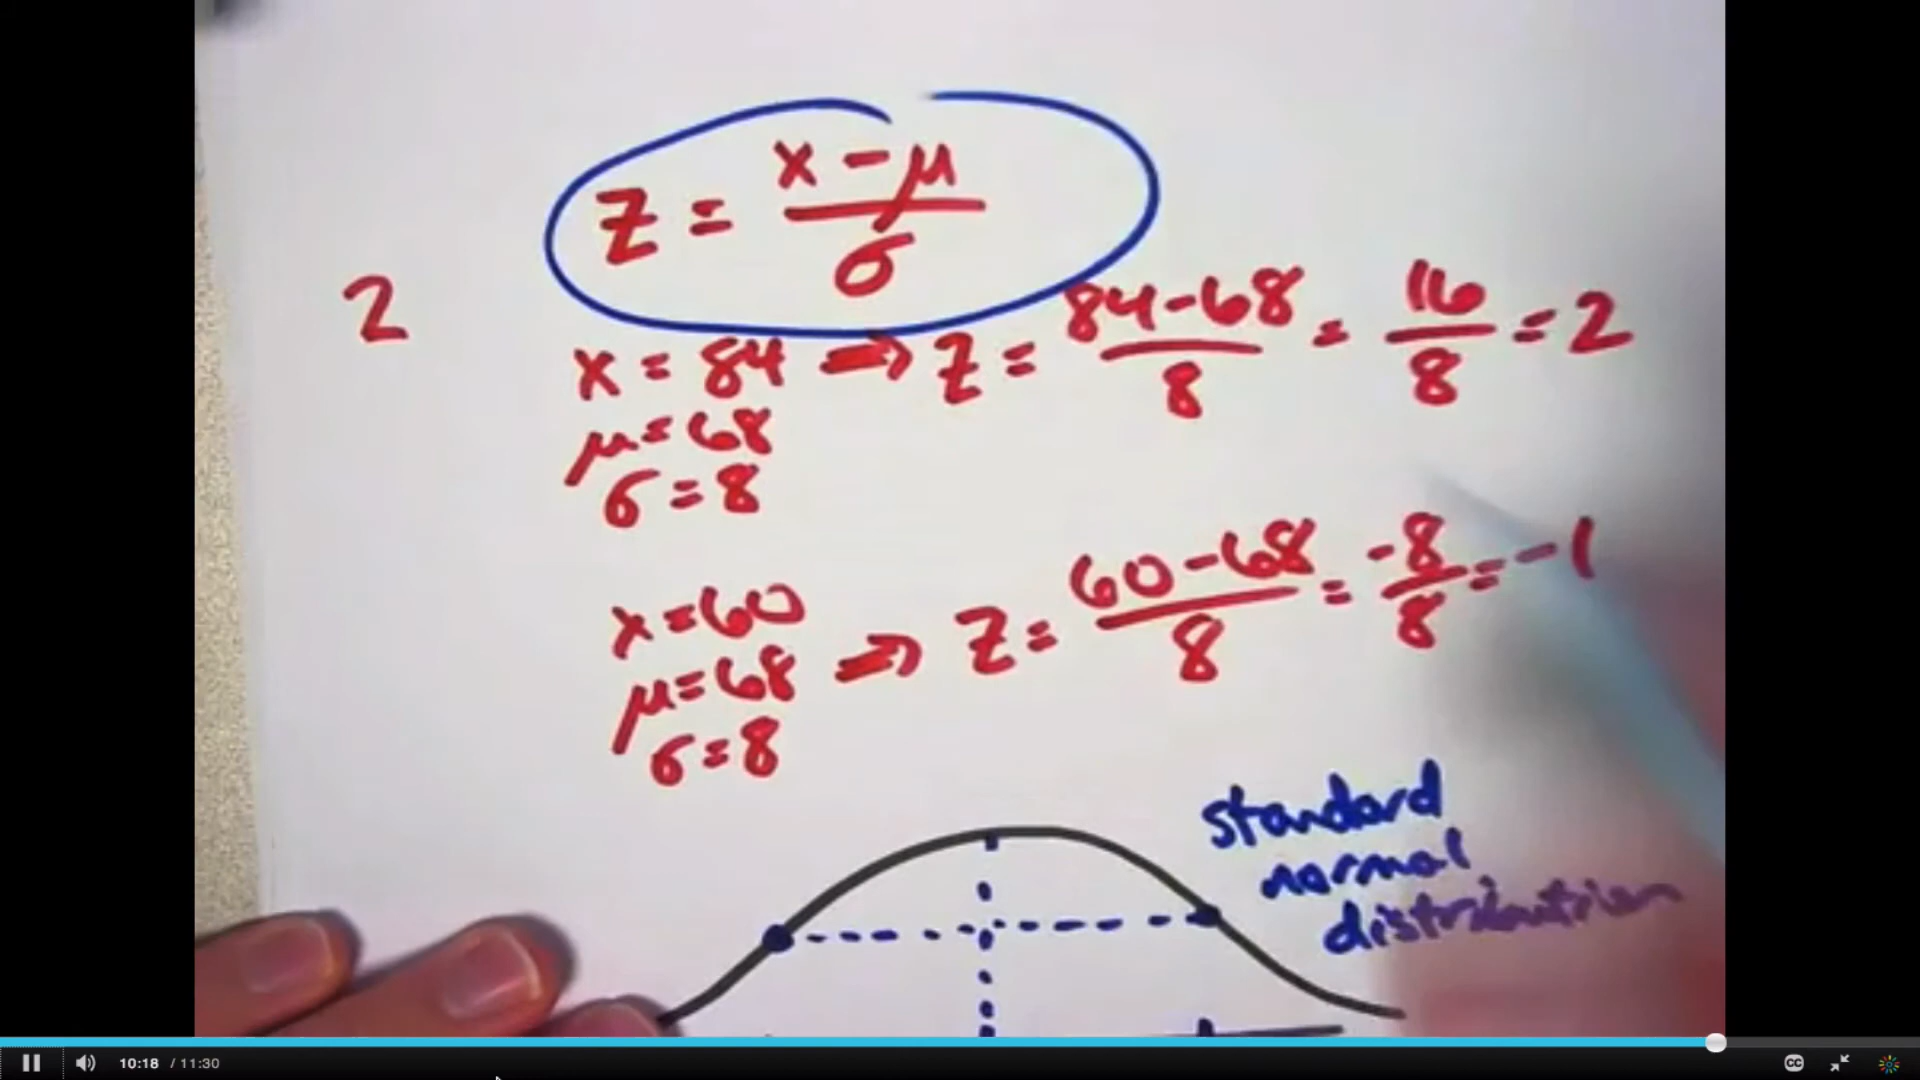 z = x - μ / σ
2
x = 84 ⇒ z = 84-68 / 8 = 16 / 8 = 2
μ = 68
σ = 8
x = 60
μ = 68 ⇒ z = 60-68 / 8 = -8 / 8 = -1
σ = 8
standard
normal
distribution
10:18 / 11:30
CC